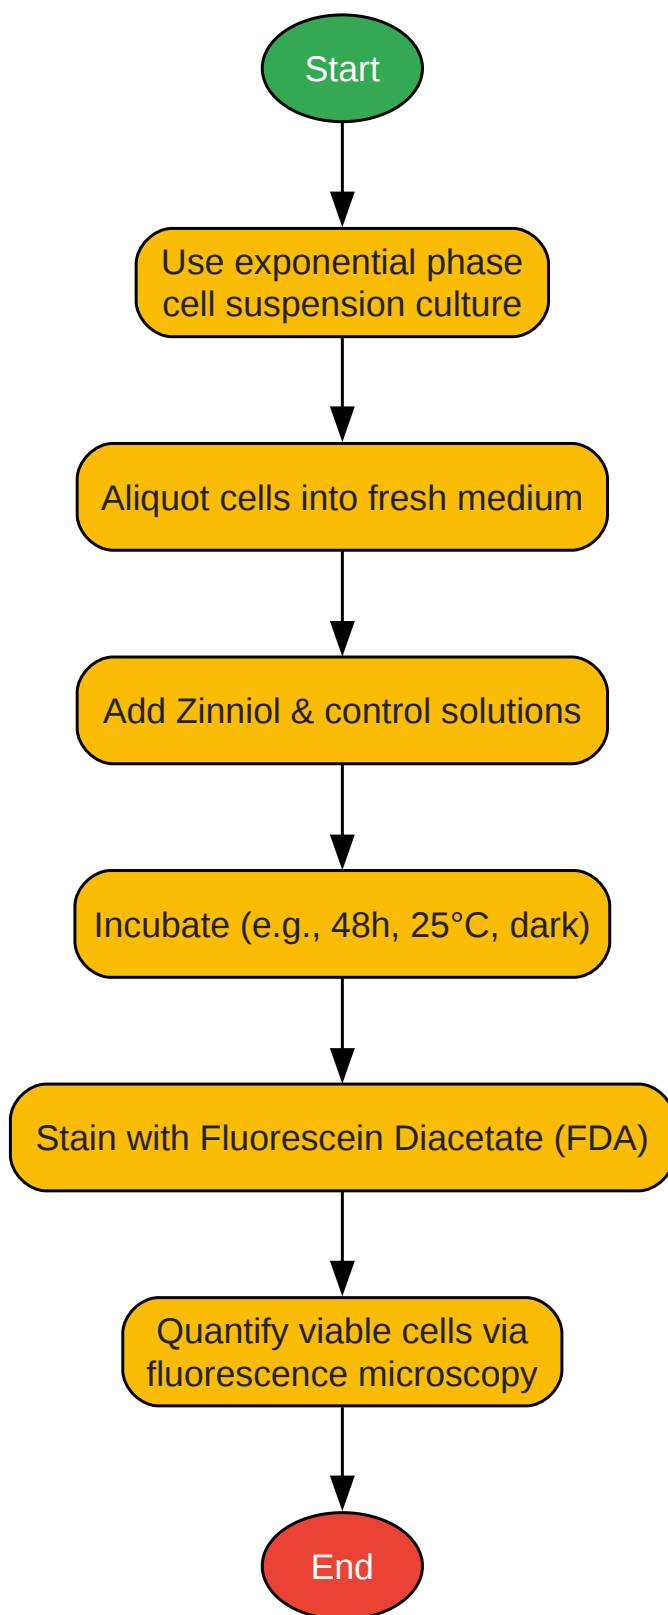 Start
Use exponential phase
cell suspension culture
Aliquot cells into fresh medium
Add Zinniol & control solutions
Incubate (e.g., 48h, 25°C, dark)
Stain with Fluorescein Diacetate (FDA)
Quantify viable cells via
fluorescence microscopy
End